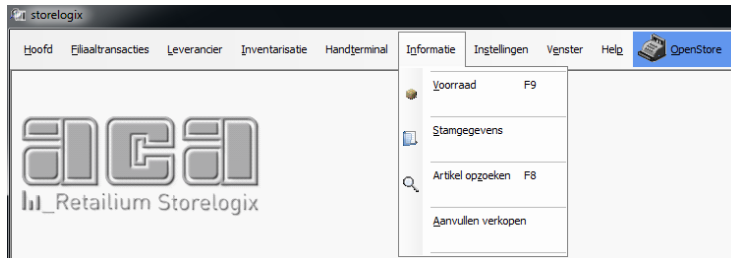 storelogix
Hoofd Filiaaltransacties Leverancier Inventarisatie Handterminal Informatie Instellingen Venster Help OpenStore
Voorraad F9
Stamgegevens
Artikel opzoeken F8
Aanvullen verkopen
aca
Retailium Storelogix